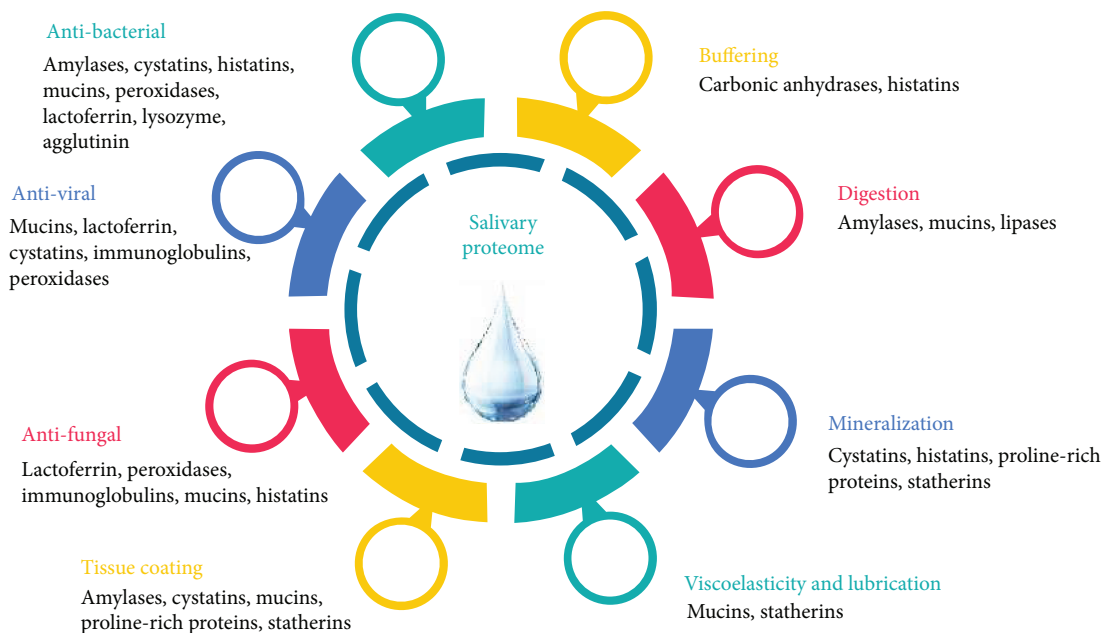 Anti-bacterial
Amylases, cystatins, histatins,
mucins, peroxidases,
lactoferrin, lysozyme,
agglutinin
Buffering
Carbonic anhydrases, histatins
Anti-viral
Mucins, lactoferrin,
cystatins, immunoglobulins,
peroxidases
Digestion
Amylases, mucins, lipases
Salivary
proteome
Anti-fungal
Lactoferrin, peroxidases,
immunoglobulins, mucins, histatins
Mineralization
Cystatins, histatins, proline-rich
proteins, statherins
Tissue coating
Amylases, cystatins, mucins,
proline-rich proteins, statherins
Viscoelasticity and lubrication
Mucins, statherins